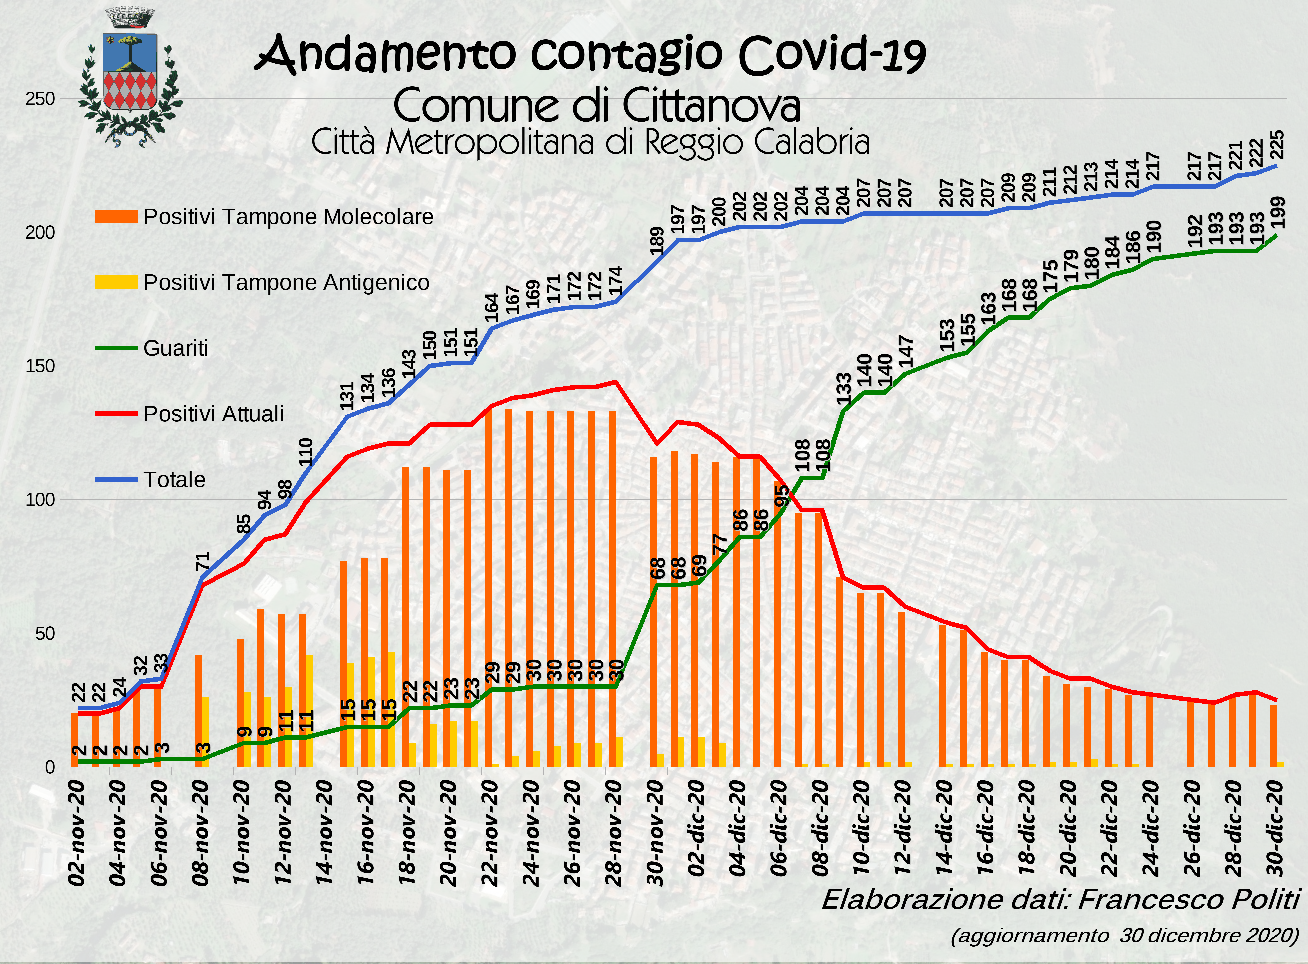 Andamento contagio Covid-19
Comune di Cittanova
Città Metropolitana di Reggio Calabria
250
200
150
100
50
0
Positivi Tampone Molecolare
Positivi Tampone Antigenico
Guariti
Positivi Attuali
Totale
22 22 24 32 33 71 85 94 98 110 131 134 136 143 150 151 151 164 167 169 171 172 172 174 189 197 197 200 202 202 202 204 204 204 207 207 207 207 207 207 209 209 211 212 213 214 214 217 217 217 221 222 225
2 2 2 2 3 3 9 9 11 11 15 15 15 22 22 23 23 29 29 30 30 30 30 30 68 68 69 77 86 86 95 108 108 133 140 140 147 153 155 163 168 168 175 179 180 184 186 190 192 193 193 193 199
02-nov-20 04-nov-20 06-nov-20 08-nov-20 10-nov-20 12-nov-20 14-nov-20 16-nov-20 18-nov-20 20-nov-20 22-nov-20 24-nov-20 26-nov-20 28-nov-20 30-nov-20 02-dic-20 04-dic-20 06-dic-20 08-dic-20 10-dic-20 12-dic-20 14-dic-20 16-dic-20 18-dic-20 20-dic-20 22-dic-20 24-dic-20 26-dic-20 28-dic-20 30-dic-20
Elaborazione dati: Francesco Politi
(aggiornamento 30 dicembre 2020)